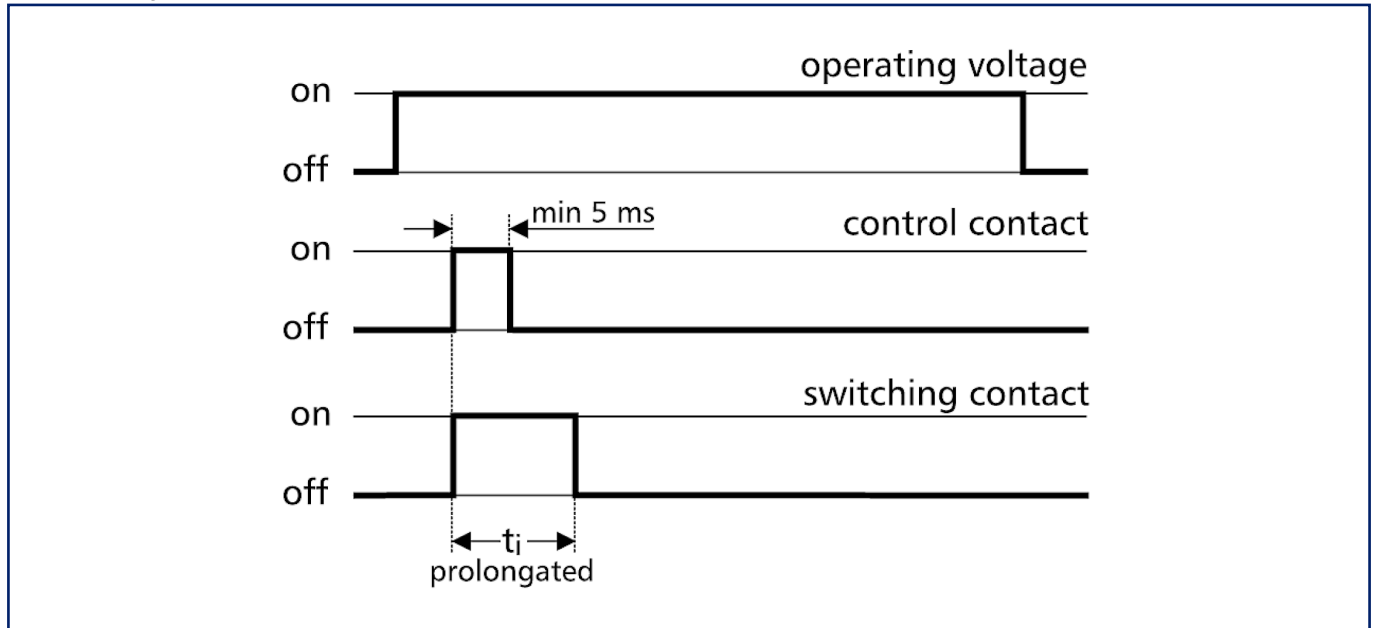 operating voltage
on
off
min 5 ms
control contact
on
off
switching contact
on
off
ti
prolongated